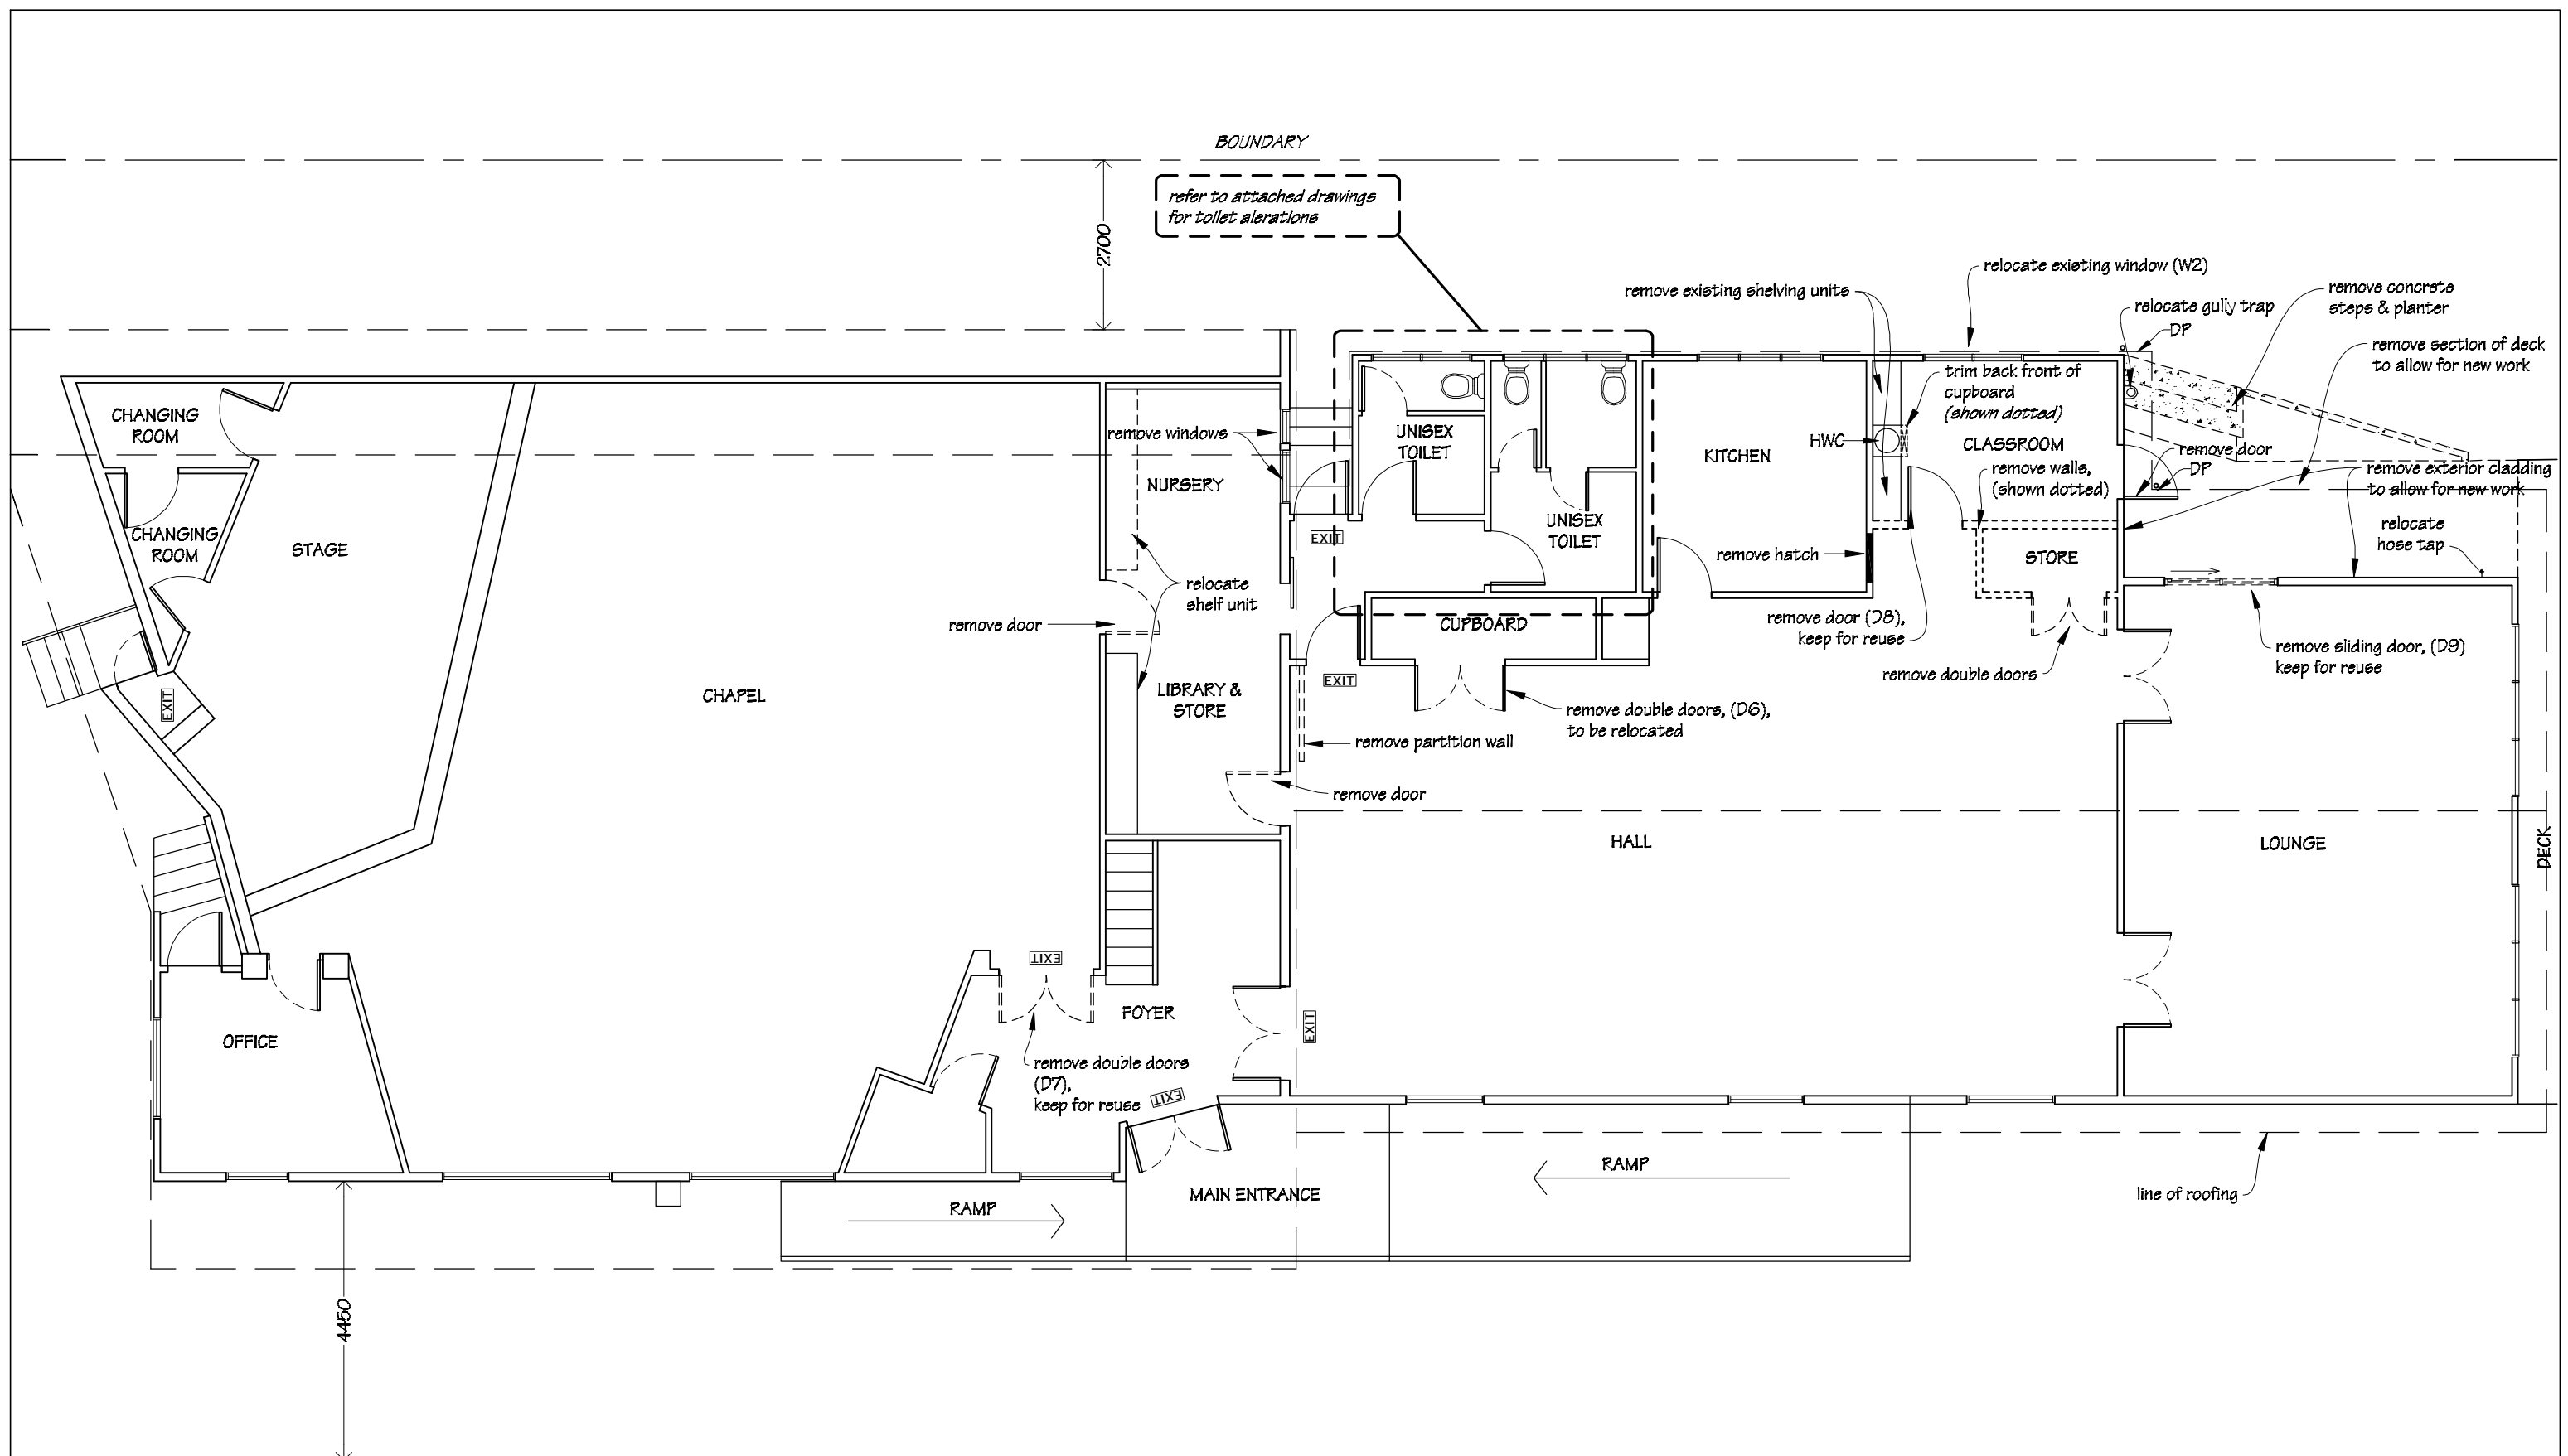 BOUNDARY
refer to attached drawings
for toilet alerations
2700
relocate existing window (W2)
remove existing shelving units
remove concrete
steps & planter
relocate gully trap
DP
remove section of deck
to allow for new work
trim back front of
cupboard
(shown dotted)
CHANGING
ROOM
remove windows
UNISEX
TOILET
HWC
CLASSROOM
KITCHEN
remove door
DP
remove walls,
(shown dotted)
remove exterior cladding
to allow for new work
NURSERY
CHANGING
ROOM
STAGE
EXIT
UNISEX
TOILET
relocate
hose tap
remove hatch
STORE
relocate
shelf unit
remove door
CUPBOARD
remove door (D8),
keep for reuse
remove sliding door, (D9)
keep for reuse
remove double doors
EXIT
EXIT
CHAPEL
LIBRARY &
STORE
remove double doors, (D6),
to be relocated
remove partition wall
remove door
HALL
LOUNGE
DECK
EXIT
FOYER
EXIT
OFFICE
remove double doors
(D7),
keep for reuse
EXIT
RAMP
MAIN ENTRANCE
line of roofing
RAMP
4450